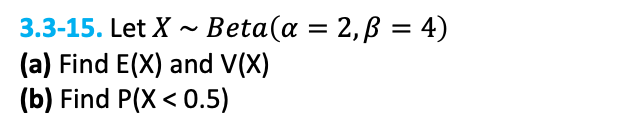 3.3-15. Let X ~ Beta(α = 2, β = 4)
(a) Find E(X) and V(X)
(b) Find P(X < 0.5)